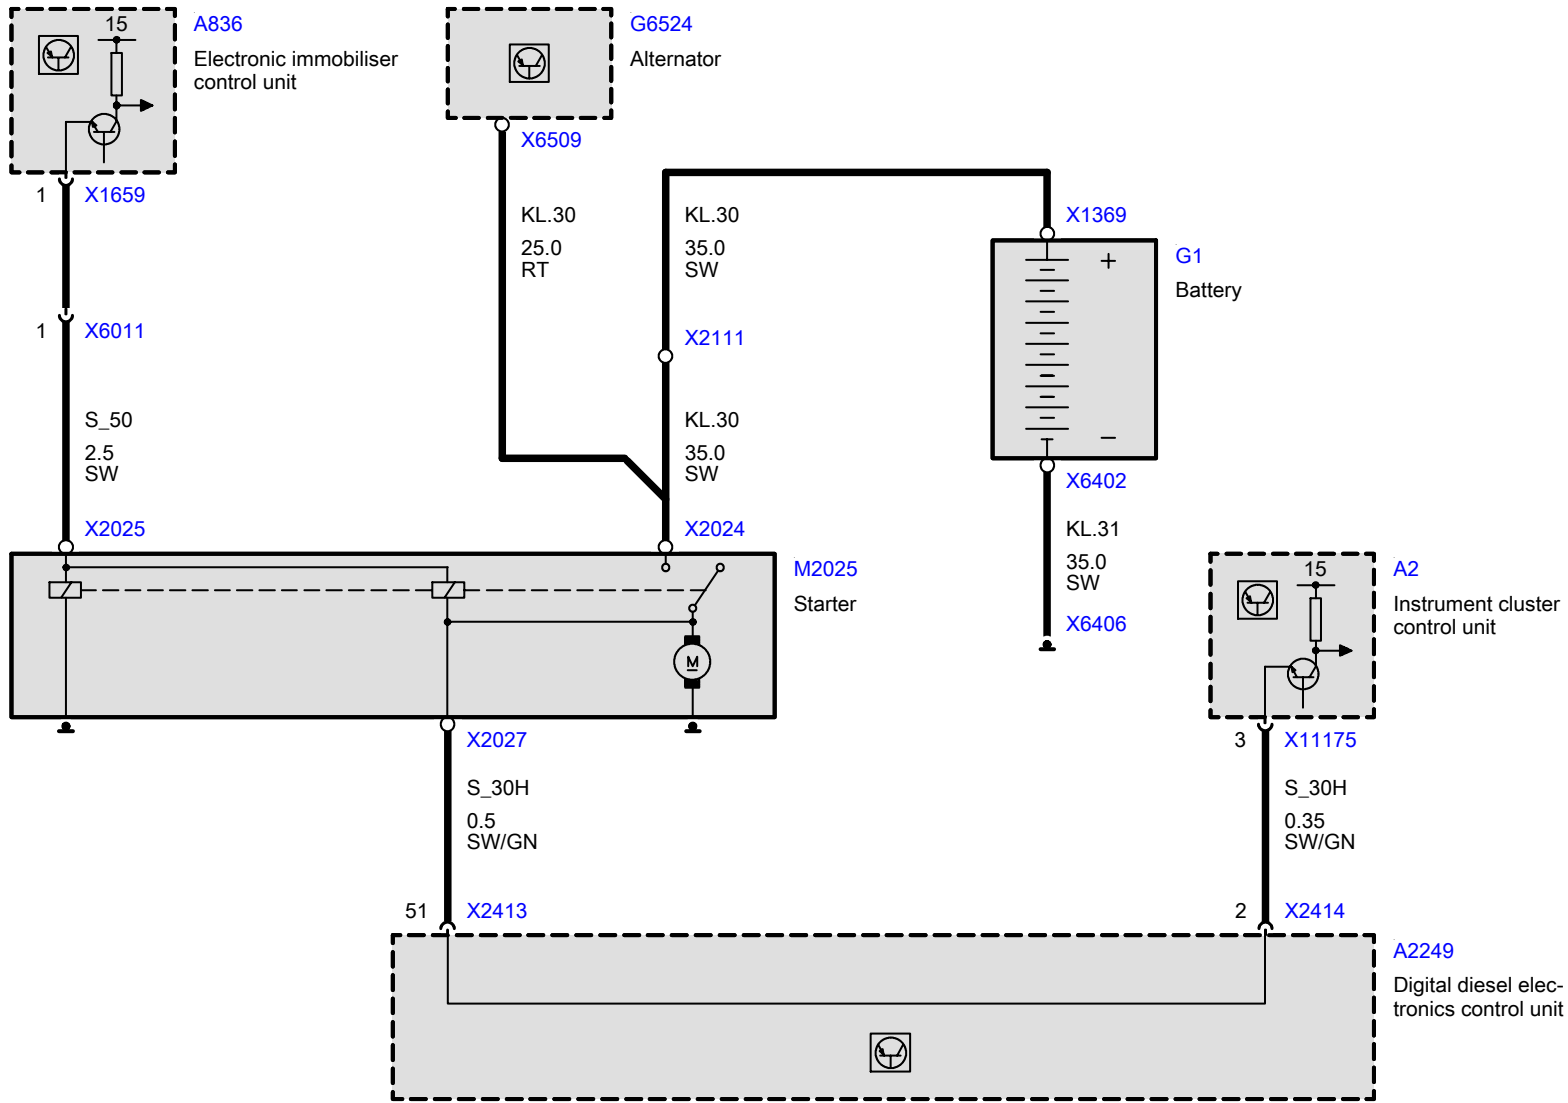 15
A836
Electronic immobiliser
control unit
1
X1659
1
X6011
S_50
2.5
SW
X2025
G6524
Alternator
X6509
KL.30
25.0
RT
KL.30
35.0
SW
X2111
KL.30
35.0
SW
X2024
X1369
+
G1
Battery
−
X6402
KL.31
35.0
SW
X6406
M2025
Starter
M
15
A2
Instrument cluster
control unit
X2027
S_30H
0.5
SW/GN
51
X2413
3
X11175
S_30H
0.35
SW/GN
2
X2414
A2249
Digital diesel elec-
tronics control unit